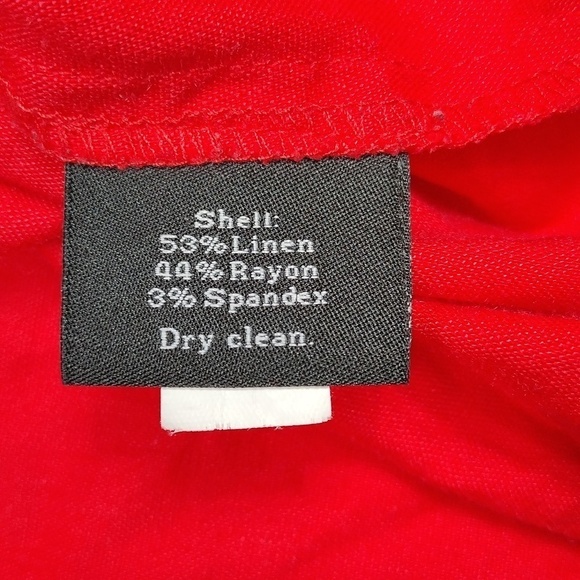 Shell:
53% Linen
44% Rayon
3% Spandex
Dry clean.